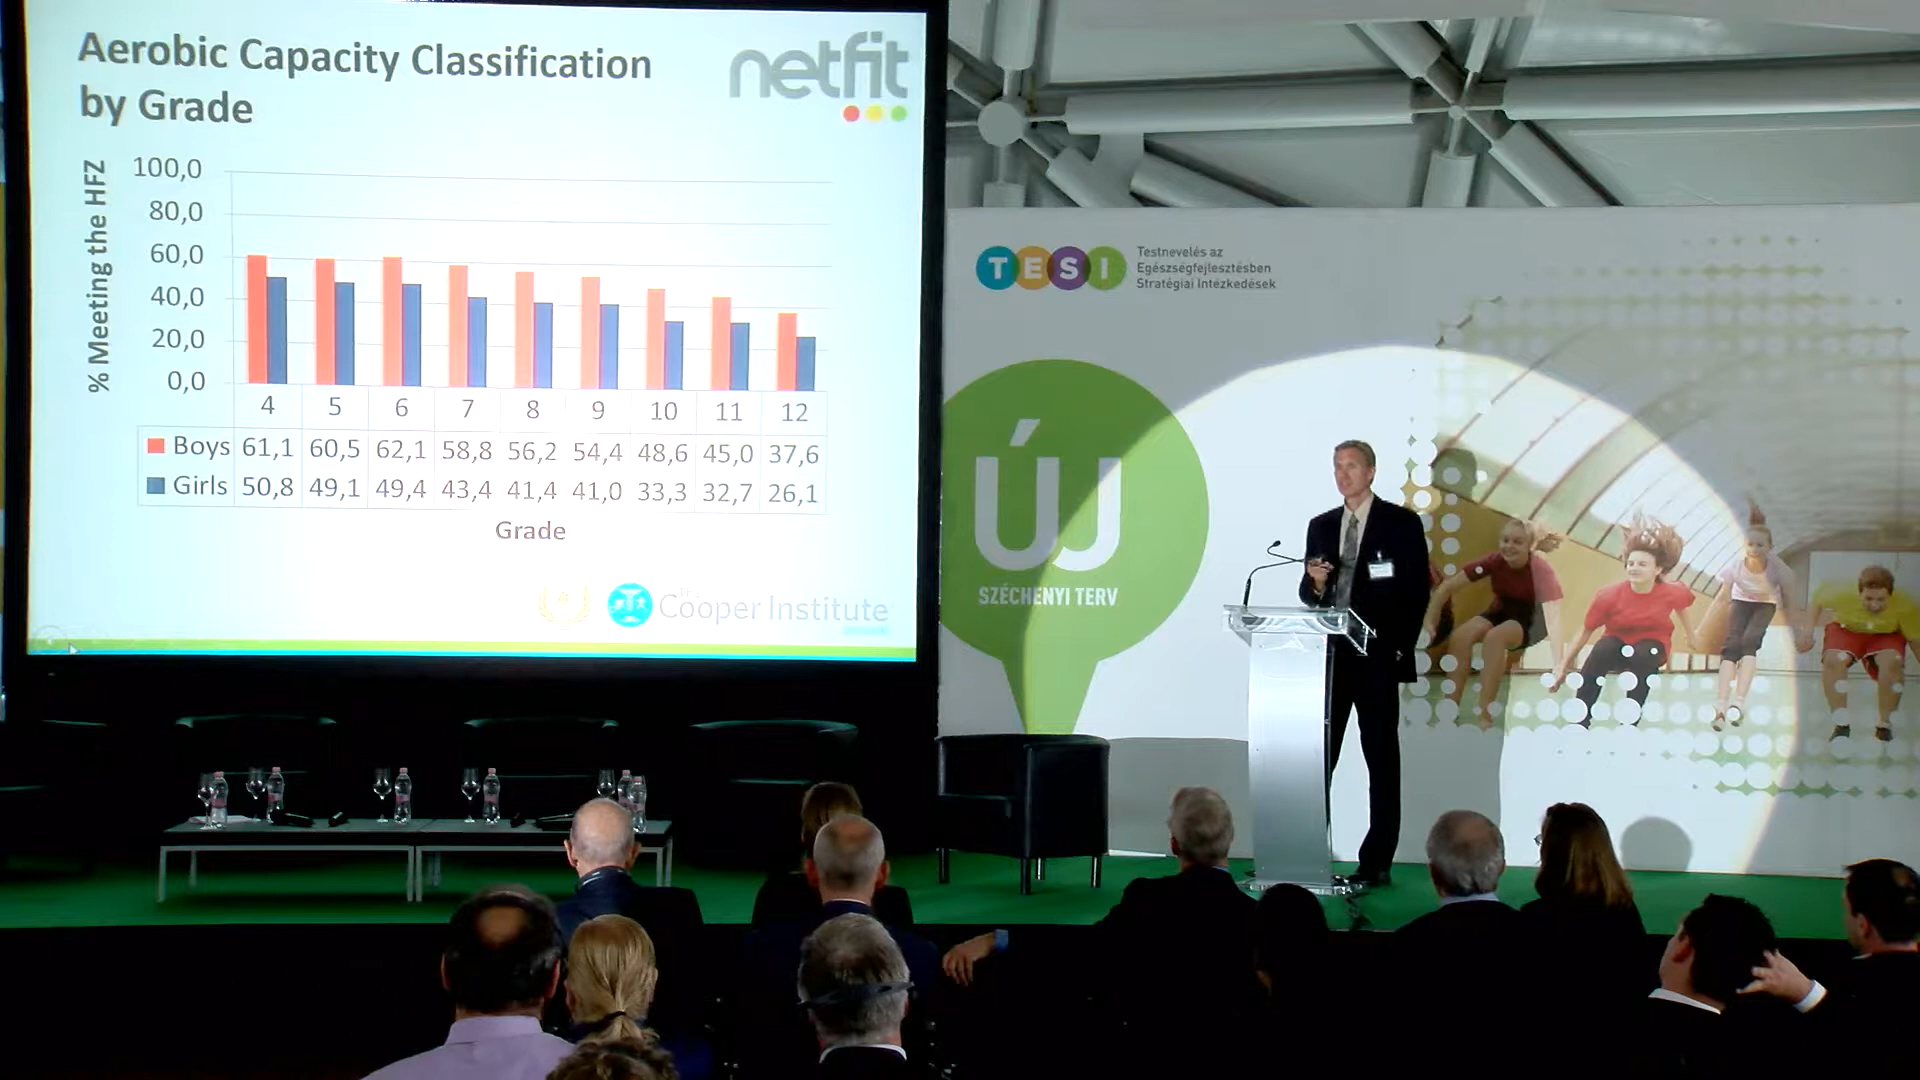 Aerobic Capacity Classification
by Grade
netfit
% Meeting the HFZ
100,0
80,0
60,0
40,0
20,0
0,0
4 5 6 7 8 9 10 11 12
Boys 61,1 60,5 62,1 58,8 56,2 54,4 48,6 45,0 37,6
Girls 50,8 49,1 49,4 43,4 41,4 41,0 33,3 32,7 26,1
Grade
Cooper Institute
TESI
Testnevelés az
Egészségfejlesztésben
Stratégiai Intézkedések
ÚJ
SZÉCHENYI TERV